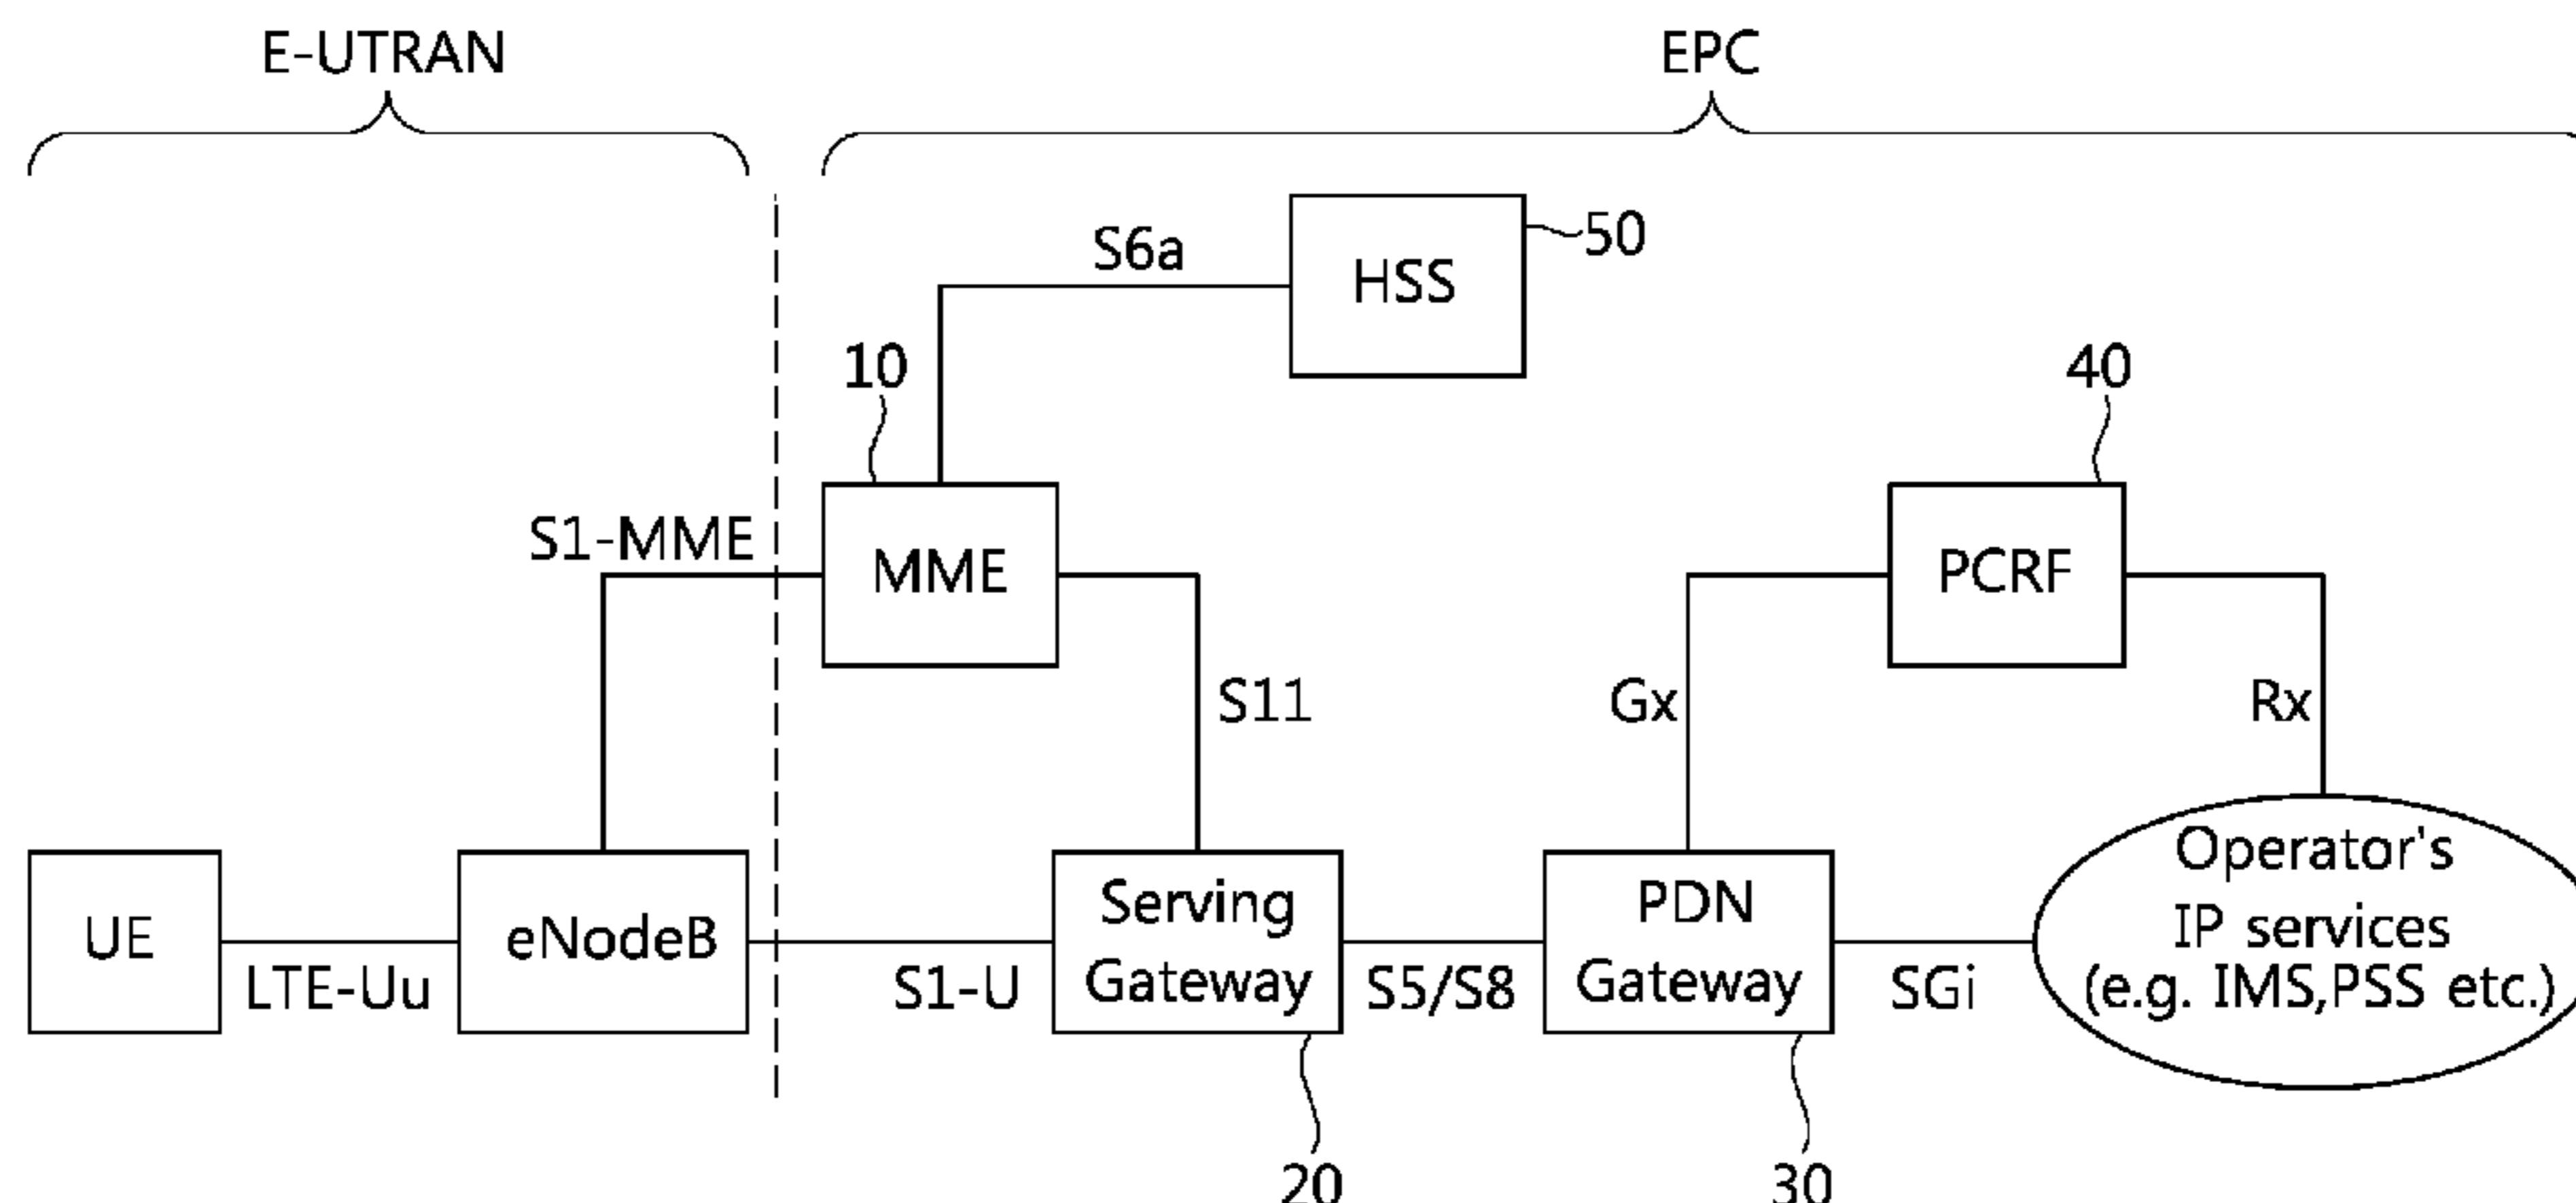 E-UTRAN
EPC
S6a
HSS
50
10
40
S1-MME
MME
PCRF
S11
Gx
Rx
UE
LTE-Uu
eNodeB
S1-U
Serving
Gateway
S5/S8
PDN
Gateway
SGi
Operator's
IP services
(e.g. IMS,PSS etc.)
20
30